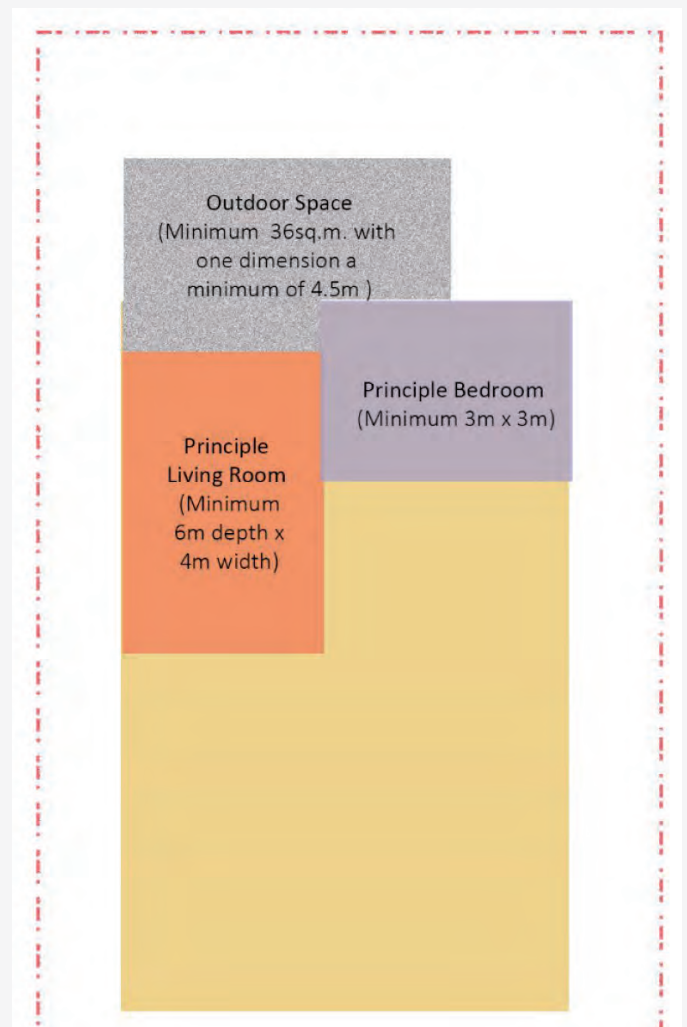 Outdoor Space
(Minimum 36sq.m. with
one dimension a
minimum of 4.5m )
Principle Bedroom
(Minimum 3m x 3m)
Principle
Living Room
(Minimum
6m depth x
4m width)